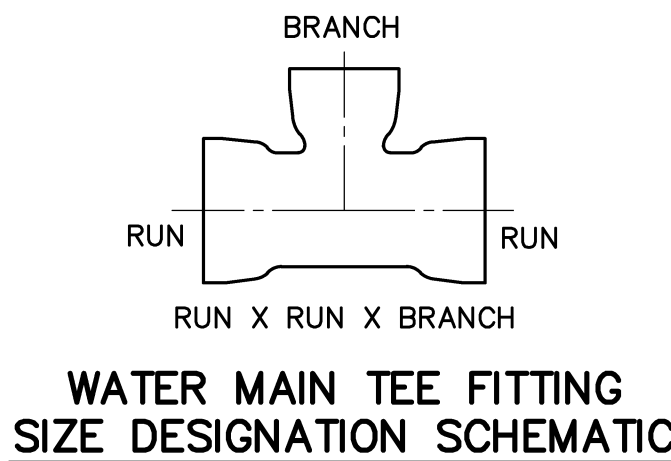 BRANCH
RUN
RUN
RUN X RUN X BRANCH
WATER MAIN TEE FITTING
SIZE DESIGNATION SCHEMATIC